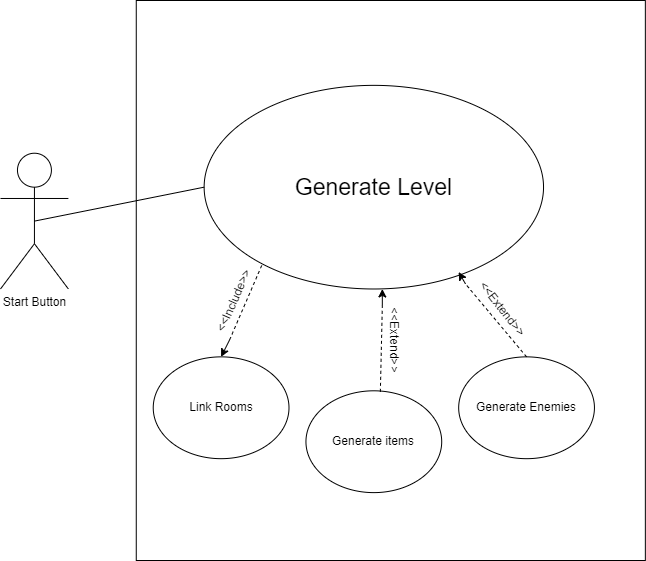 Generate Level
Start Button
<<Include>>
<<Extend>>
<<Extend>>
Link Rooms
Generate items
Generate Enemies